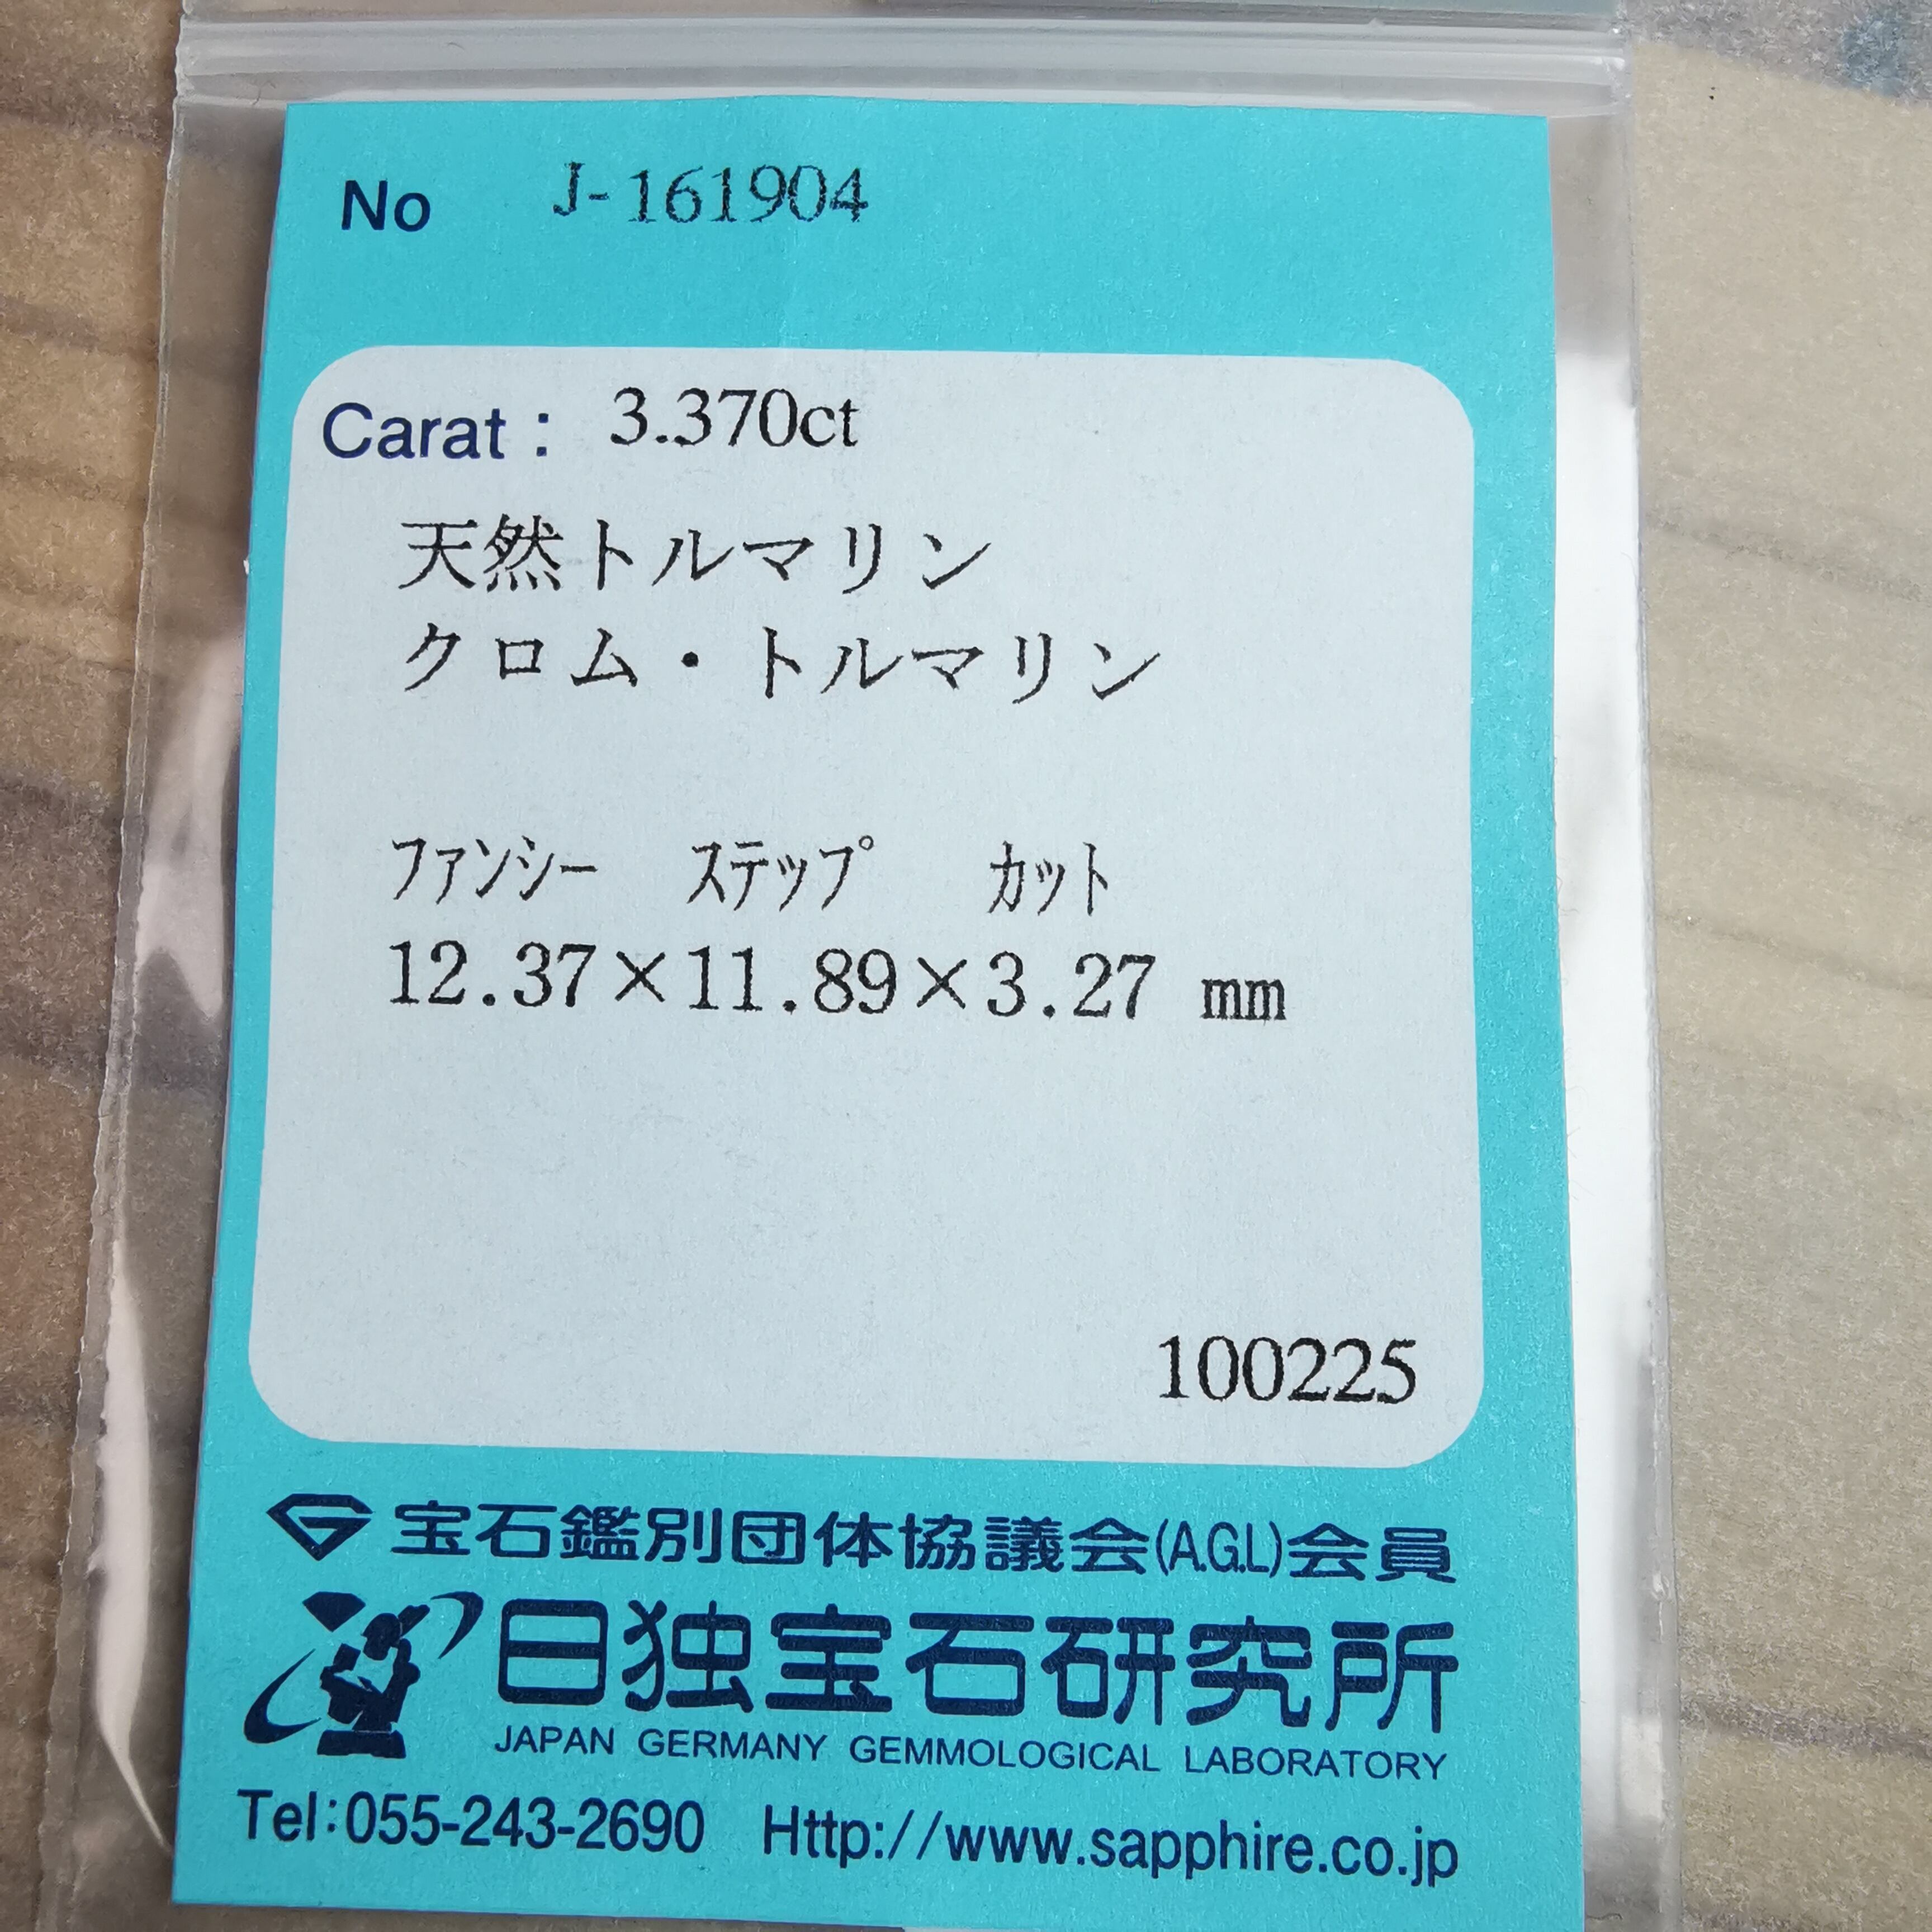 No J-161904
Carat : 3.370ct
天然トルマリン
クロム・トルマリン
ﾌｧﾝｼｰ ｽﾃｯﾌﾟ ｶｯﾄ
12.37×11.89×3.27 mm
100225
宝石鑑別団体協議会(A.G.L)会員
日独宝石研究所
JAPAN GERMANY GEMMOLOGICAL LABORATORY
Tel:055-243-2690 Http://www.sapphire.co.jp